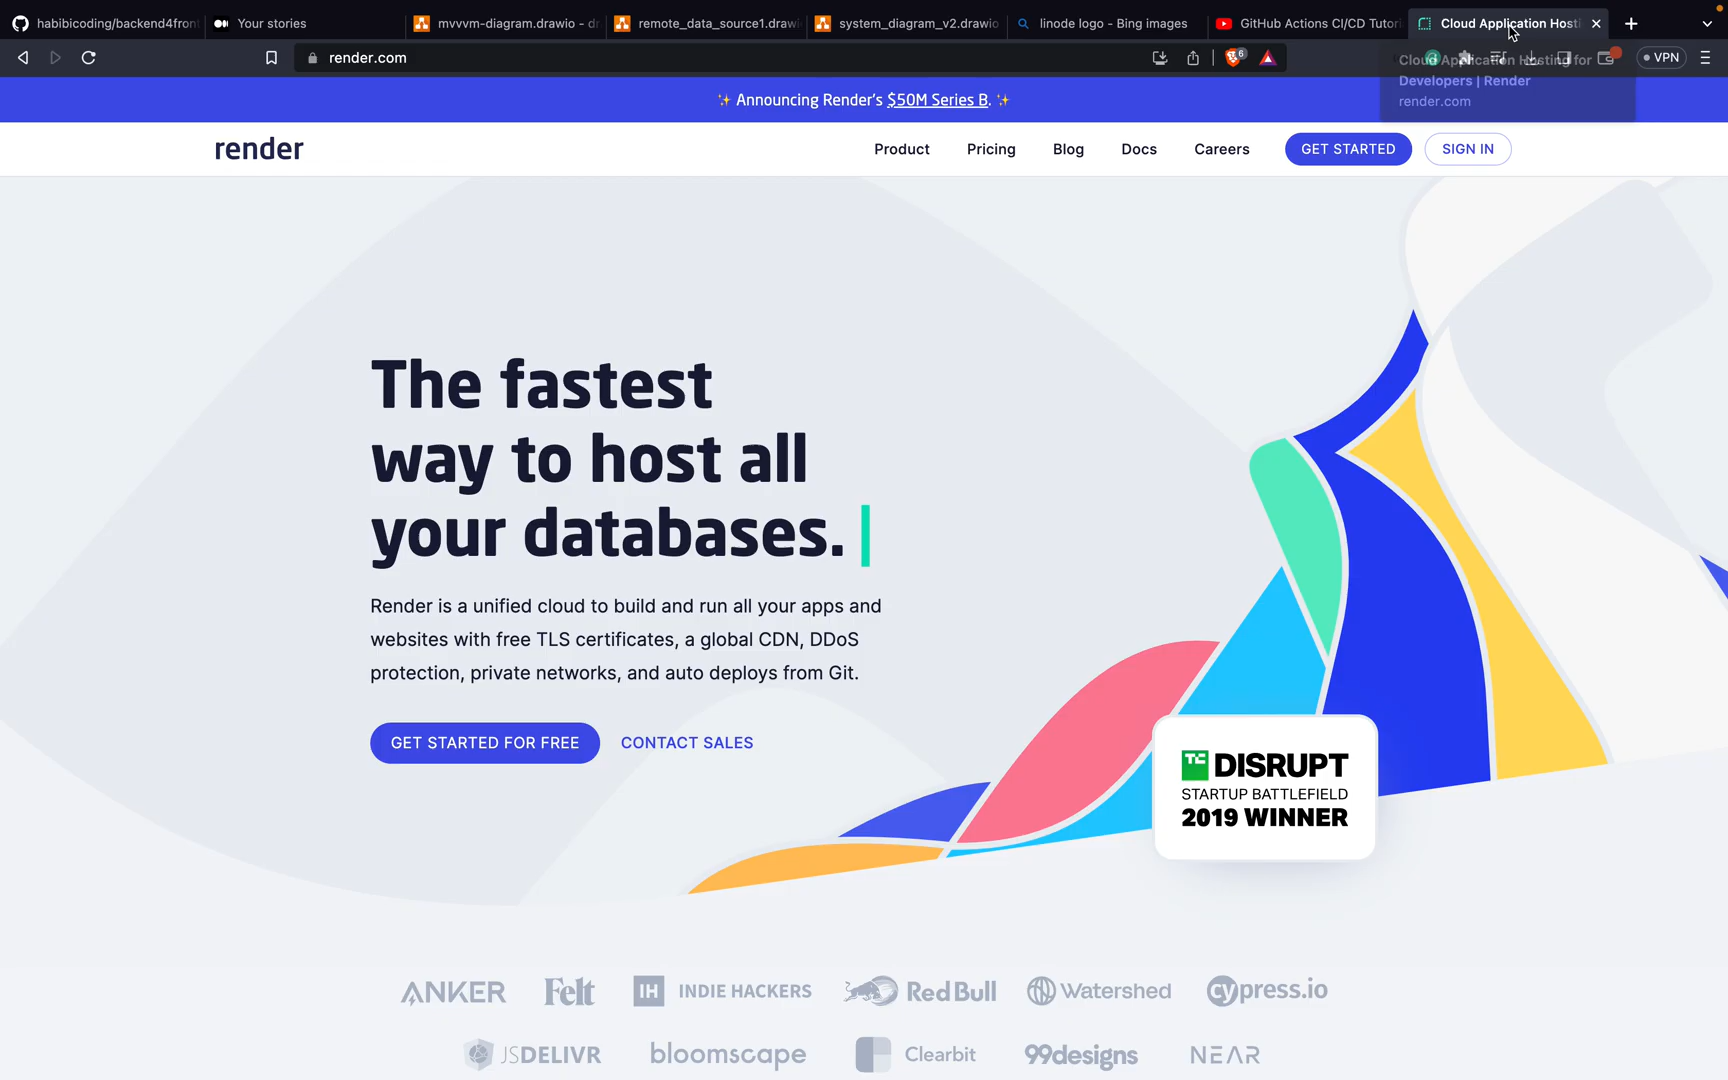 habibicoding/backend4fron
Your stories
mvvvm-diagram.drawio - dr
remote_data_source1.draw
system_diagram_v2.drawio
linode logo - Bing images
GitHub Actions CI/CD Tutori
Cloud Application Hosti
render.com
6
VPN
Cloud Application Hosting for
Developers | Render
render.com
✨ Announcing Render's $50M Series B. ✨
render
Product
Pricing
Blog
Docs
Careers
GET STARTED
SIGN IN
The fastest
way to host all
your databases.
Render is a unified cloud to build and run all your apps and
websites with free TLS certificates, a global CDN, DDoS
protection, private networks, and auto deploys from Git.
GET STARTED FOR FREE
CONTACT SALES
TC DISRUPT
STARTUP BATTLEFIELD
2019 WINNER
ANKER
Felt
IH INDIE HACKERS
Red Bull
Watershed
cypress.io
JSDELIVR
bloomscape
Clearbit
99designs
NEAR